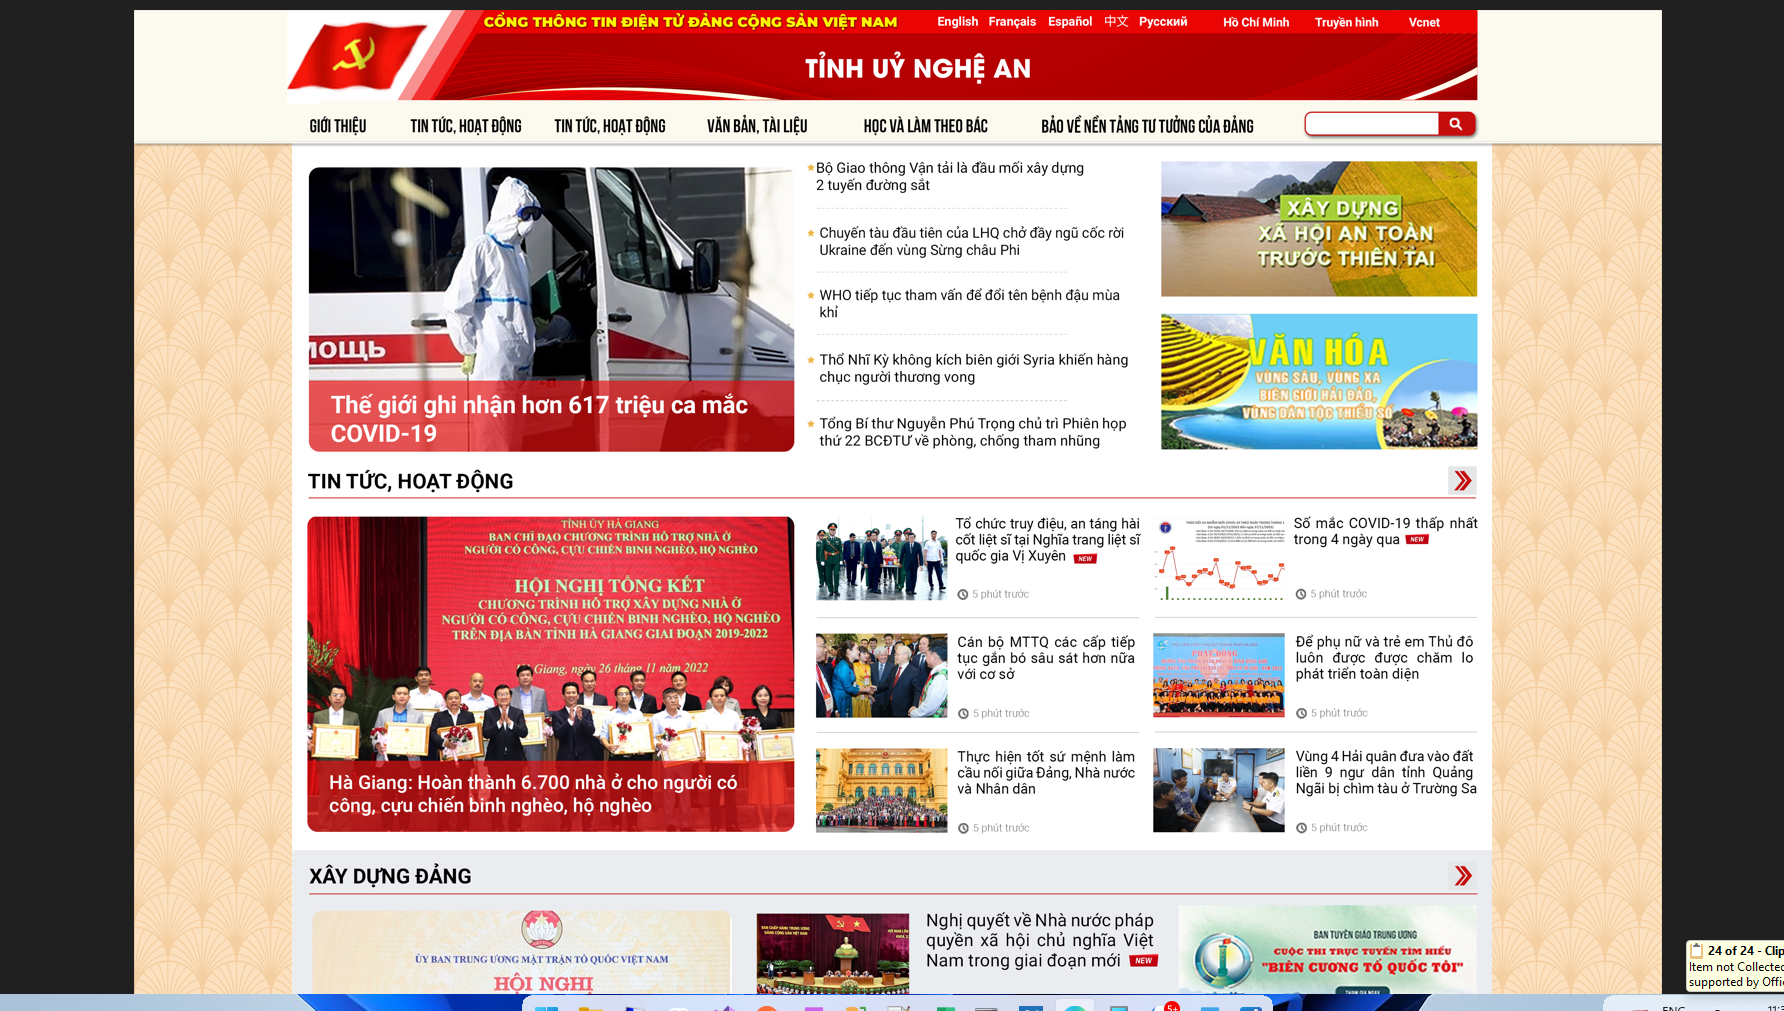 CỔNG THÔNG TIN ĐIỆN TỬ ĐẢNG CỘNG SẢN VIỆT NAM
English Français Español 中文 Русский Hồ Chí Minh Truyền hình Vcnet
TỈNH UỶ NGHỆ AN
GIỚI THIỆU TIN TỨC, HOẠT ĐỘNG TIN TỨC, HOẠT ĐỘNG VĂN BẢN, TÀI LIỆU HỌC VÀ LÀM THEO BÁC BẢO VỀ NỀN TẢNG TƯ TƯỞNG CỦA ĐẢNG
МОЩЬ
Thế giới ghi nhận hơn 617 triệu ca mắc
COVID-19
Bộ Giao thông Vận tải là đầu mối xây dựng
2 tuyến đường sắt
Chuyến tàu đầu tiên của LHQ chở đầy ngũ cốc rời
Ukraine đến vùng Sừng châu Phi
WHO tiếp tục tham vấn để đổi tên bệnh đậu mùa
khỉ
Thổ Nhĩ Kỳ không kích biên giới Syria khiến hàng
chục người thương vong
Tổng Bí thư Nguyễn Phú Trọng chủ trì Phiên họp
thứ 22 BCĐTƯ về phòng, chống tham nhũng
XÂY DỰNG
XÃ HỘI AN TOÀN
TRƯỚC THIÊN TAI
VĂN HÓA
VÙNG SÂU, VÙNG XA
BIÊN GIỚI HẢI ĐẢO,
VÙNG DÂN TỘC THIỂU SỐ
TIN TỨC, HOẠT ĐỘNG
TỈNH ỦY HÀ GIANG
BAN CHỈ ĐẠO CHƯƠNG TRÌNH HỖ TRỢ NHÀ Ở
NGƯỜI CÓ CÔNG, CỰU CHIẾN BINH NGHÈO, HỘ NGHÈO
HỘI NGHỊ TỔNG KẾT
CHƯƠNG TRÌNH HỖ TRỢ XÂY DỰNG NHÀ Ở
NGƯỜI CÓ CÔNG, CỰU CHIẾN BINH NGHÈO, HỘ NGHÈO
TRÊN ĐỊA BÀN TỈNH HÀ GIANG GIAI ĐOẠN 2019-2022
Giang, ngày 26 tháng 11 năm 2022
Hà Giang: Hoàn thành 6.700 nhà ở cho người có
công, cựu chiến binh nghèo, hộ nghèo
Tổ chức truy điệu, an táng hài
cốt liệt sĩ tại Nghĩa trang liệt sĩ
quốc gia Vị Xuyên NEW
5 phút trước
Số mắc COVID-19 thấp nhất
trong 4 ngày qua NEW
5 phút trước
Cán bộ MTTQ các cấp tiếp
tục gắn bó sâu sát hơn nữa
với cơ sở
5 phút trước
PHÁT ĐỘNG
Để phụ nữ và trẻ em Thủ đô
luôn được được chăm lo
phát triển toàn diện
5 phút trước
Thực hiện tốt sứ mệnh làm
cầu nối giữa Đảng, Nhà nước
và Nhân dân
5 phút trước
Vùng 4 Hải quân đưa vào đất
liền 9 ngư dân tỉnh Quảng
Ngãi bị chìm tàu ở Trường Sa
5 phút trước
XÂY DỰNG ĐẢNG
ỦY BAN TRUNG ƯƠNG MẶT TRẬN TỔ QUỐC VIỆT NAM
HỘI NGHỊ
Nghị quyết về Nhà nước pháp
quyền xã hội chủ nghĩa Việt
Nam trong giai đoạn mới NEW
BAN TUYÊN GIÁO TRUNG ƯƠNG
CUỘC THI TRỰC TUYẾN TÌM HIỂU
"BIÊN CƯƠNG TỔ QUỐC TÔI"
THAM GIA NGAY
24 of 24 - Clip
Item not Collected
supported by Offi
5+
ENG